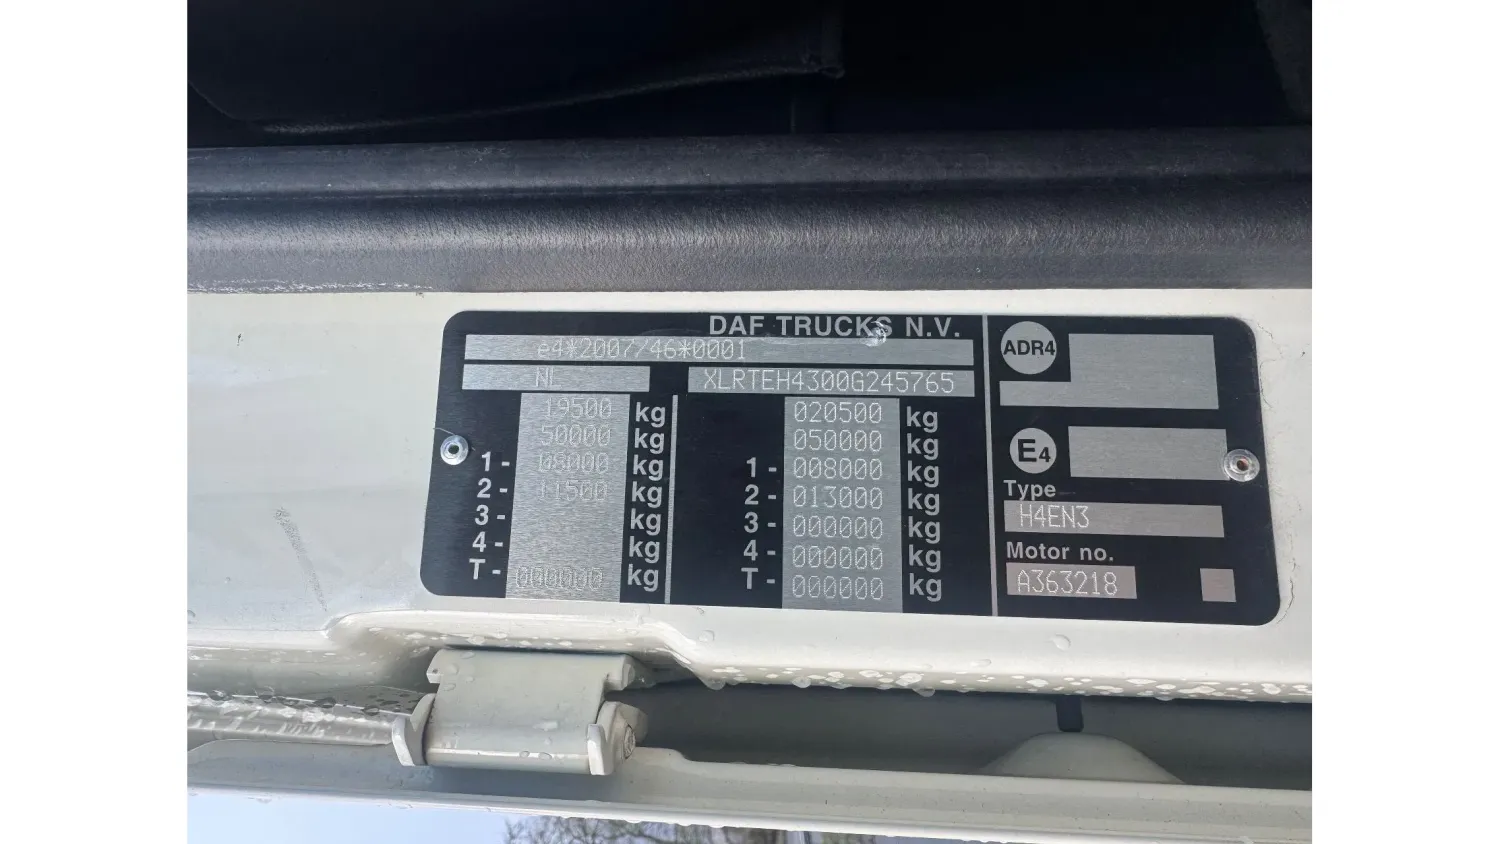 DAF TRUCKS N.V.
e4*2007/46*0001
NL XLRTEH4300G245765
19500 kg 020500 kg
50000 kg 050000 kg
1 - 08000 kg 1 - 008000 kg
2 - 11500 kg 2 - 013000 kg
3 - kg 3 - 000000 kg
4 - kg 4 - 000000 kg
T - 000000 kg T - 000000 kg
ADR4
E4
Type
H4EN3
Motor no.
A363218